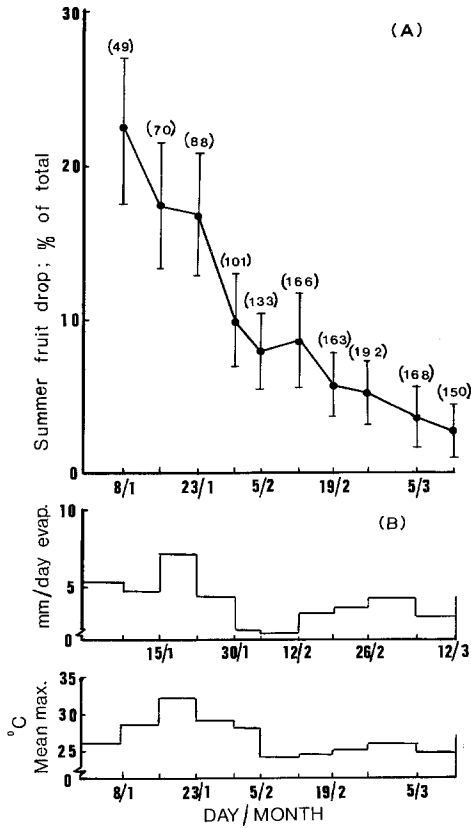 (A)
30
20
10
0
Summer fruit drop; % of total
(49)
(70)
(88)
(101)
(133)
(166)
(163)
(192)
(168)
(150)
8/1 23/1 5/2 19/2 5/3
(B)
10
5
0
mm/day evap.
15/1 30/1 12/2 26/2 12/3
35
30
25
0
°C
Mean max.
8/1 23/1 5/2 19/2 5/3
DAY/MONTH